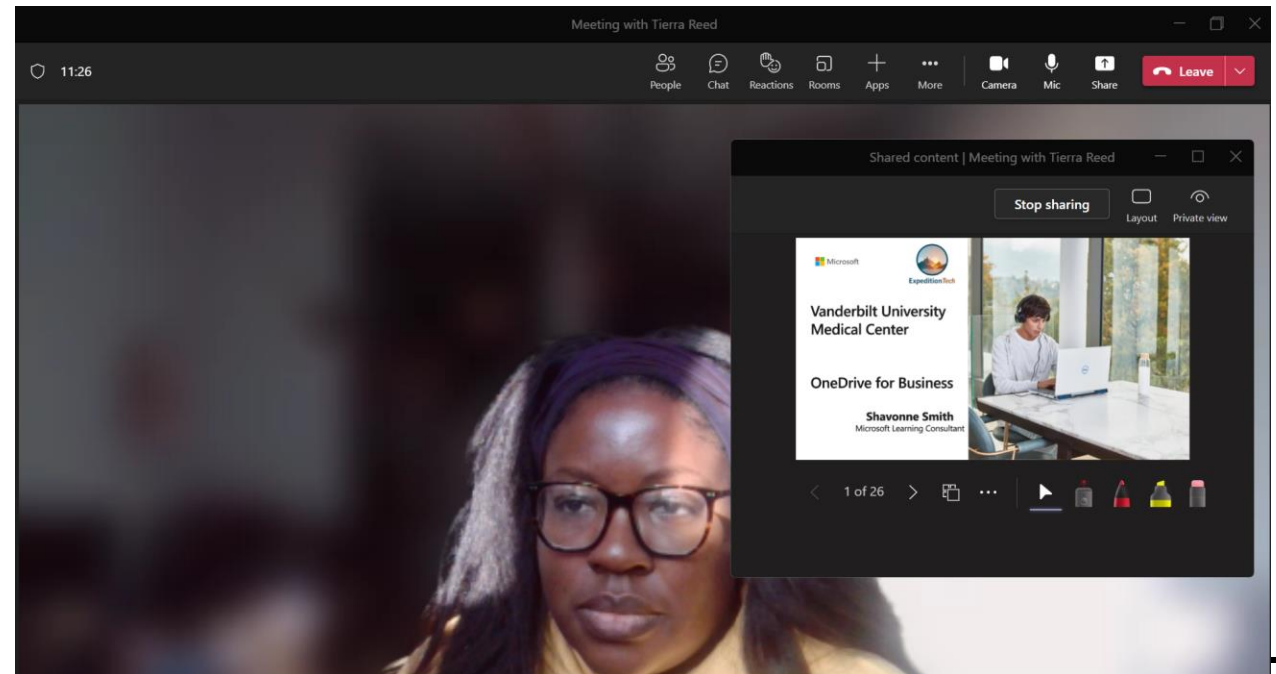 Meeting with Tierra Reed
11:26
People
Chat
Reactions
Rooms
Apps
More
Camera
Mic
Share
Leave
Shared content | Meeting with Tierra Reed
Stop sharing
Layout
Private view
Microsoft
ExpeditionTech
Vanderbilt University
Medical Center
OneDrive for Business
Shavonne Smith
Microsoft Learning Consultant
1 of 26